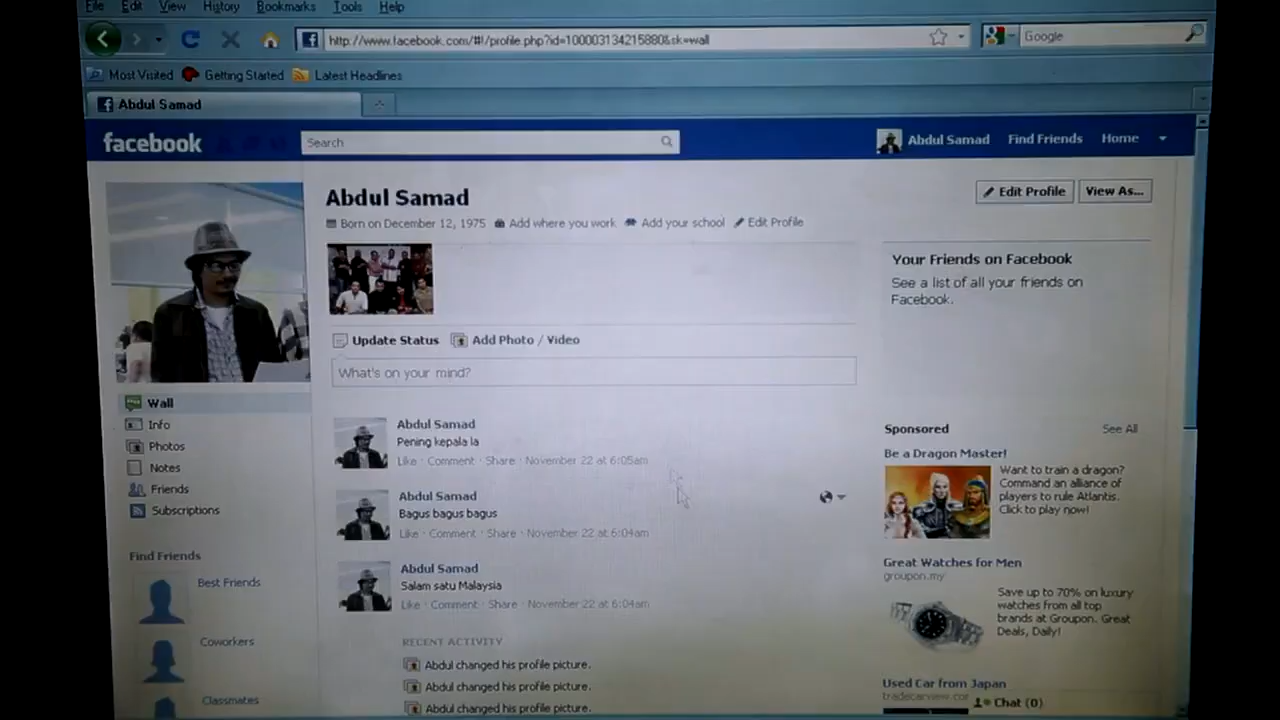 File Edit View History Bookmarks Tools Help
http://www.facebook.com/#!/profile.php?id=100003134215880&sk=wall
Google
Most Visited Getting Started Latest Headlines
Abdul Samad
facebook
Search
Abdul Samad Find Friends Home
Abdul Samad
Edit Profile View As...
Born on December 12, 1975 Add where you work Add your school Edit Profile
Your Friends on Facebook
See a list of all your friends on
Facebook.
Update Status Add Photo / Video
What's on your mind?
Wall
Info
Photos
Notes
Friends
Subscriptions
Find Friends
Best Friends
Coworkers
Classmates
Abdul Samad
Pening kepala la
Like · Comment · Share · November 22 at 6:05am
Abdul Samad
Bagus bagus bagus
Like · Comment · Share · November 22 at 6:04am
Abdul Samad
Salam satu Malaysia
Like · Comment · Share · November 22 at 6:04am
RECENT ACTIVITY
Abdul changed his profile picture.
Abdul changed his profile picture.
Abdul changed his profile picture.
Sponsored See All
Be a Dragon Master!
Want to train a dragon?
Command an alliance of
players to rule Atlantis.
Click to play now!
Great Watches for Men
groupon.my
Save up to 70% on luxury
watches from all top
brands at Groupon. Great
Deals, Daily!
Used Car from Japan
tradecarview.com
Chat (0)